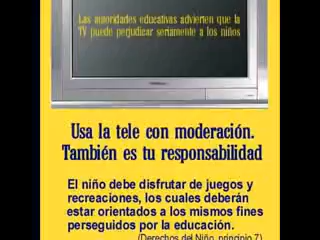 Las autoridades educativas advierten que la
TV puede perjudicar seriamente a los niños
Usa la tele con moderación.
También es tu responsabilidad
El niño debe disfrutar de juegos y
recreaciones, los cuales deberán
estar orientados a los mismos fines
perseguidos por la educación.
(Derechos del Niño, principio 7)